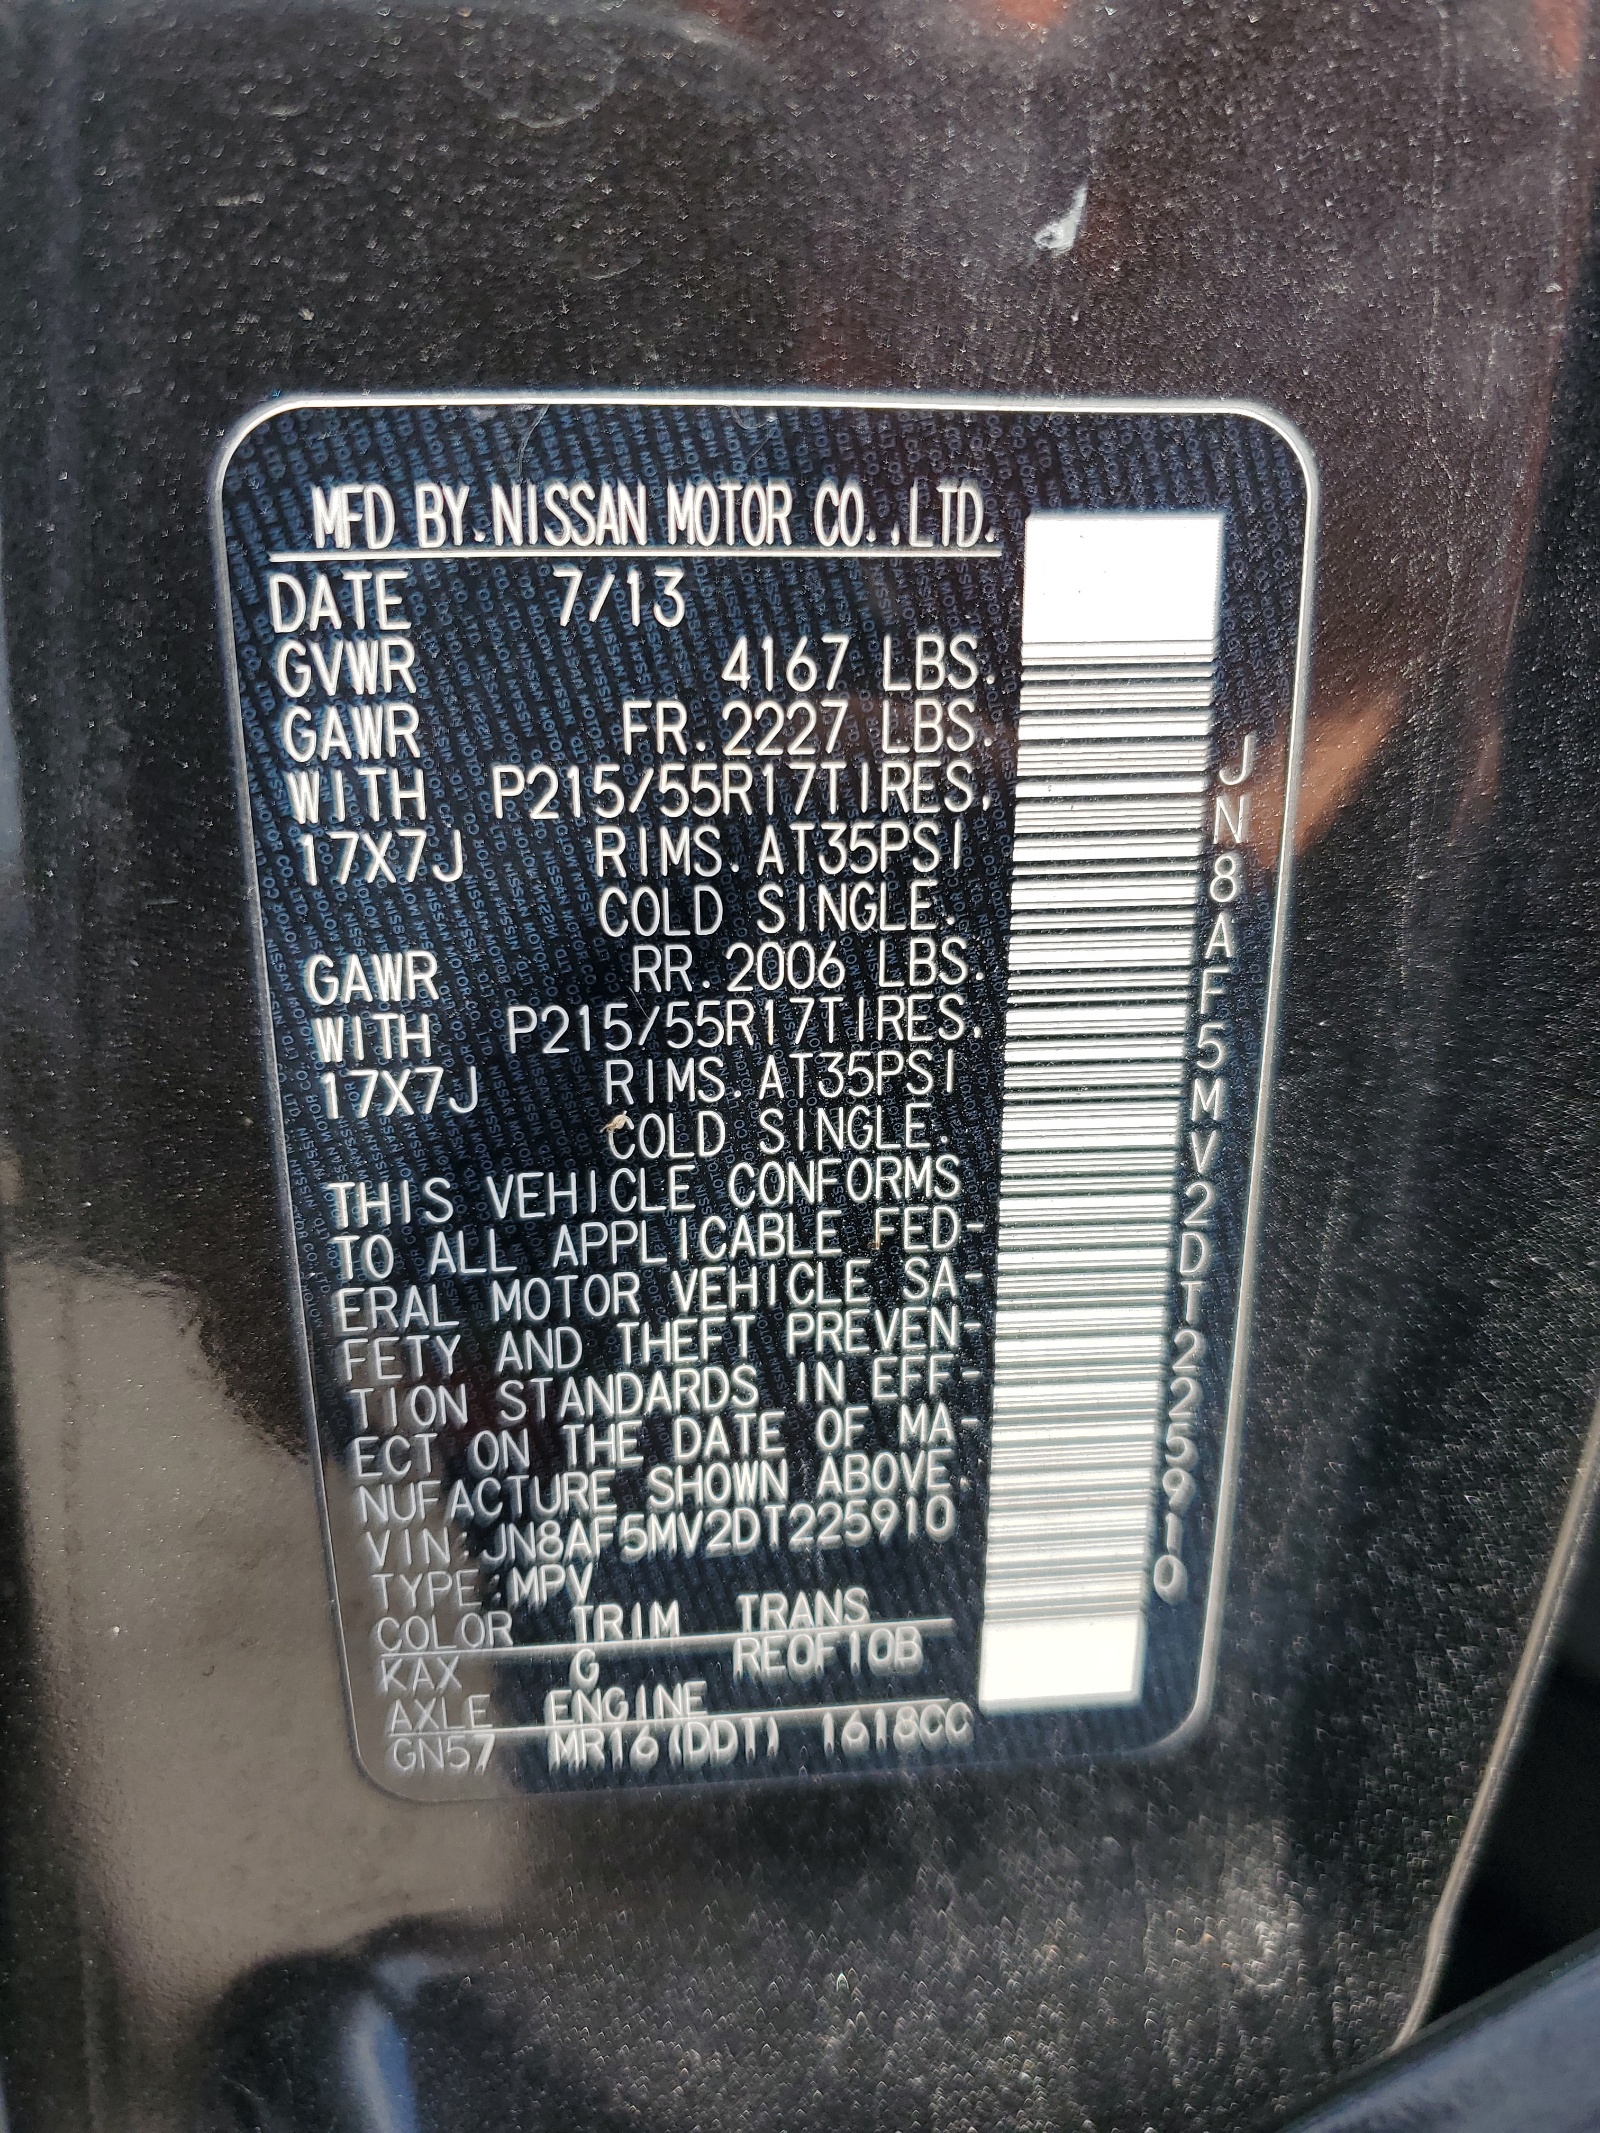 MFD BY.NISSAN MOTOR CO.,LTD.
DATE 7/13
GVWR 4167 LBS.
GAWR FR.2227 LBS.
WITH P215/55R17TIRES.
17X7J RIMS.AT35PSI
COLD SINGLE.
GAWR RR.2006 LBS.
WITH P215/55R17TIRES.
17X7J RIMS.AT35PSI
COLD SINGLE.
THIS VEHICLE CONFORMS
TO ALL APPLICABLE FED-
ERAL MOTOR VEHICLE SA-
FETY AND THEFT PREVEN-
TION STANDARDS IN EFF-
ECT ON THE DATE OF MA-
NUFACTURE SHOWN ABOVE.
VIN:JN8AF5MV2DT225910
TYPE:MPV
COLOR TRIM TRANS
KAX G RE0F10B
AXLE ENGINE
GN57 MR16(DDT) 1618CC
JN8AF5MV2DT225910